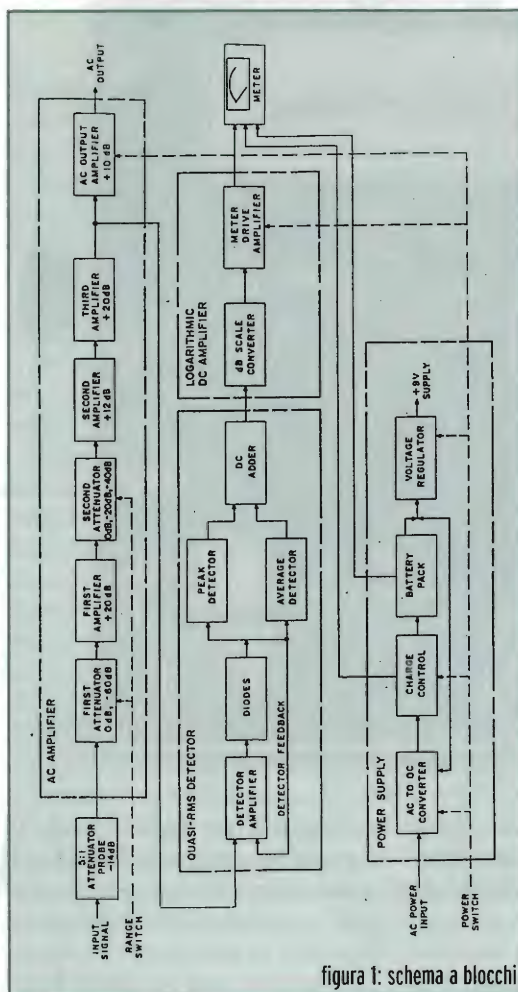 AC AMPLIFIER
INPUT
SIGNAL
5:1
ATTENUATOR
PROBE
-14dB
FIRST
ATTENUATOR
0dB, -60dB
FIRST
AMPLIFIER
+20dB
SECOND
ATTENUATOR
0dB,-20dB,-40dB
SECOND
AMPLIFIER
+12dB
THIRD
AMPLIFIER
+20dB
AC OUTPUT
AMPLIFIER
+10dB
AC
OUTPUT
RANGE
SWITCH
QUASI-RMS DETECTOR
DETECTOR
AMPLIFIER
DIODES
PEAK
DETECTOR
AVERAGE
DETECTOR
DC
ADDER
DETECTOR FEEDBACK
LOGARITHMIC
DC AMPLIFIER
dB SCALE
CONVERTER
METER
DRIVE
AMPLIFIER
METER
POWER SUPPLY
AC POWER
INPUT
AC TO DC
CONVERTER
CHARGE
CONTROL
BATTERY
PACK
VOLTAGE
REGULATOR
+9V
SUPPLY
POWER
SWITCH
figura 1: schema a blocchi